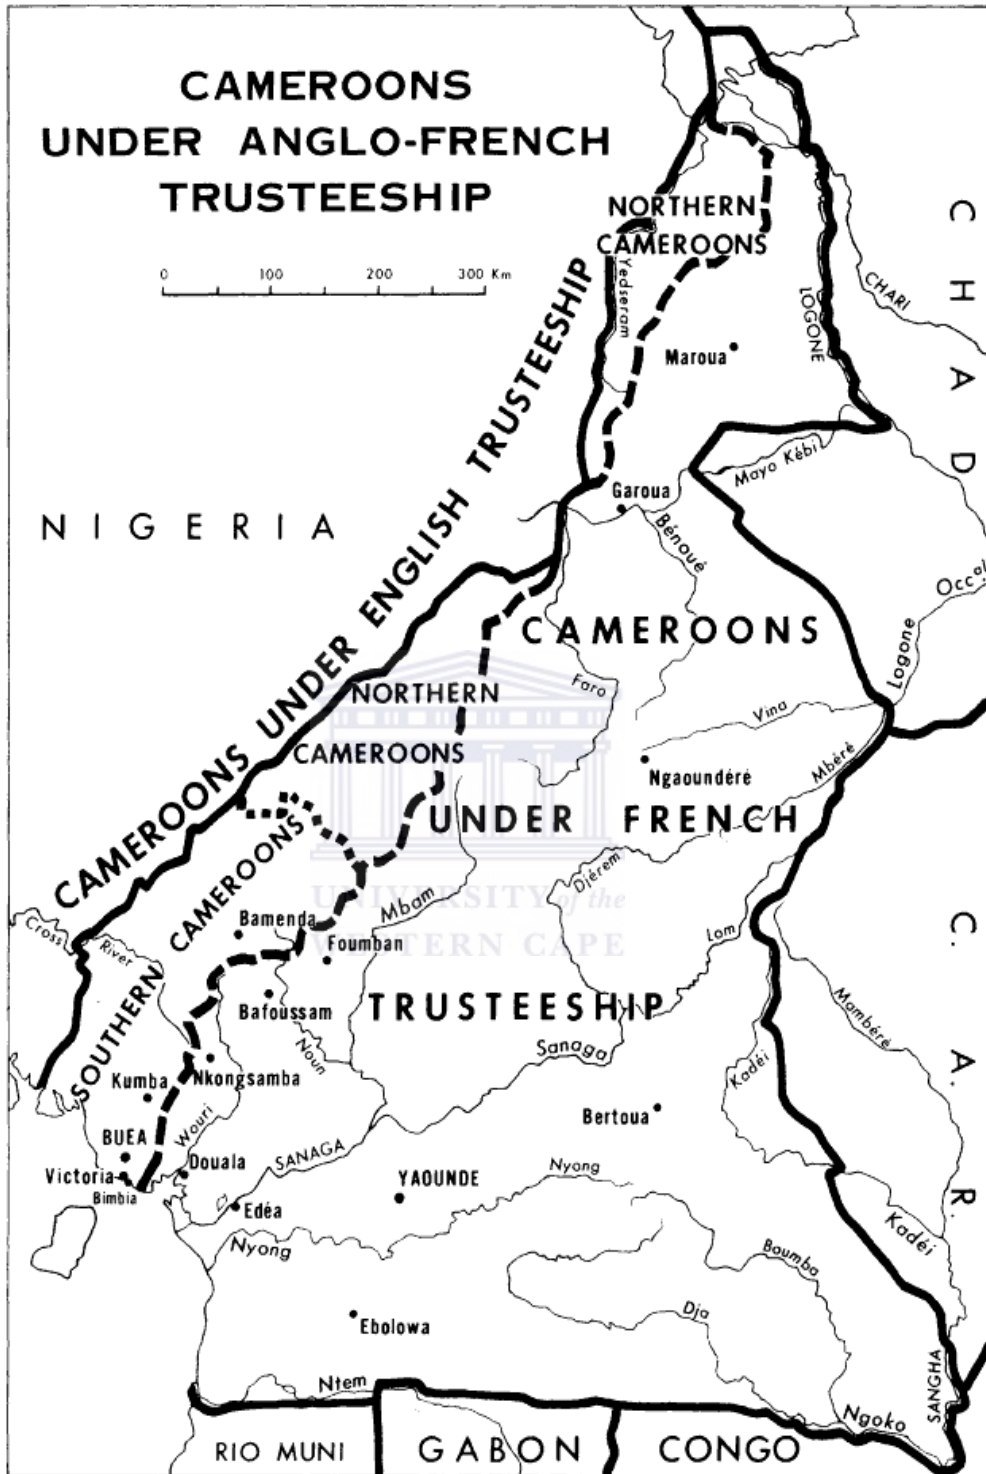 CAMEROONS
UNDER ANGLO-FRENCH
TRUSTEESHIP
0 100 200 300 Km
NORTHERN
CAMEROONS
Yedseram
CHAD
CHARI
LOGONE
Maroua
CAMEROONS UNDER ENGLISH TRUSTEESHIP
Mayo Kébi
Garoua
NIGERIA
Bénoué
Occal
CAMEROONS
Logone
Faro
NORTHERN
Vina
CAMEROONS
Mbéré
Ngaoundéré
UNDER FRENCH
SOUTHERN CAMEROONS
Djérem
UNIVERSITY of the
WESTERN CAPE
Mbam
Cross River
Bamenda
Foumban
Lom
C.A.R.
Bafoussam
TRUSTEESHIP
Mambéré
Noun
Sanaga
Kadéi
Kumba
Nkongsamba
Bertoua
Wouri
BUEA
Douala
SANAGA
Victoria
YAOUNDE
Nyong
Bimbia
Edéa
Kadéi
Nyong
Boumba
Dja
Ebolowa
SANGHA
Ntem
Ngoko
RIO MUNI
GABON
CONGO